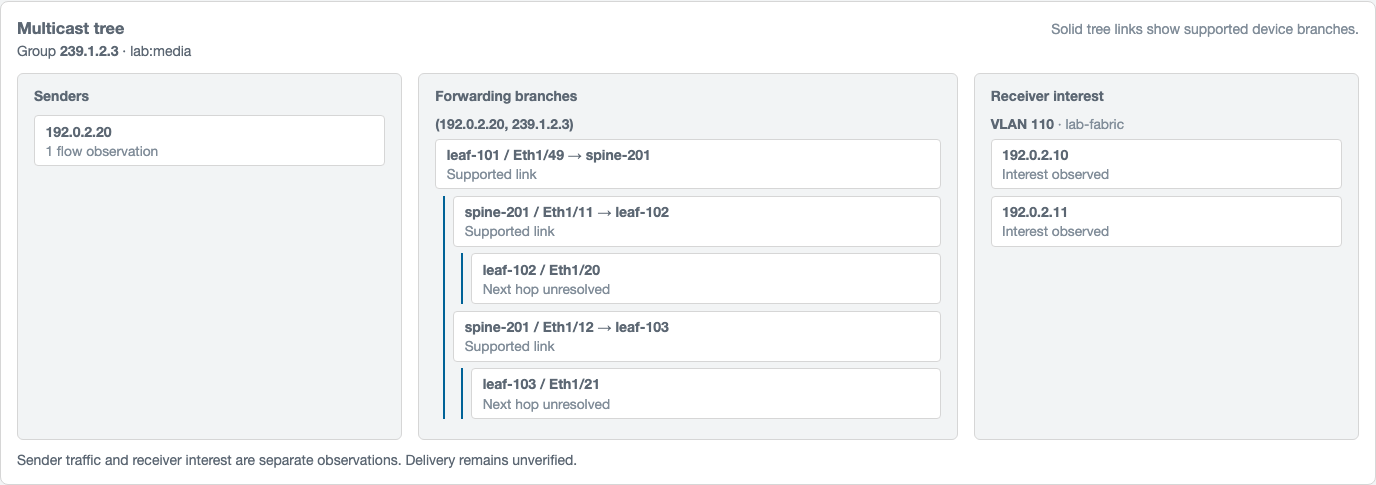 Multicast tree
Solid tree links show supported device branches.
Group 239.1.2.3 · lab:media
Senders
192.0.2.20
1 flow observation
Forwarding branches
(192.0.2.20, 239.1.2.3)
leaf-101 / Eth1/49 → spine-201
Supported link
spine-201 / Eth1/11 → leaf-102
Supported link
leaf-102 / Eth1/20
Next hop unresolved
spine-201 / Eth1/12 → leaf-103
Supported link
leaf-103 / Eth1/21
Next hop unresolved
Receiver interest
VLAN 110 · lab-fabric
192.0.2.10
Interest observed
192.0.2.11
Interest observed
Sender traffic and receiver interest are separate observations. Delivery remains unverified.